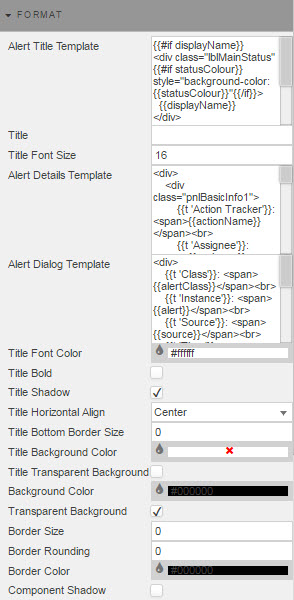 FORMAT
Alert Title Template
{{#if displayName}}
<div class="lblMainStatus"
{{#if statusColour}}
style="background-color:
{{statusColour}}"{{/if}}>
{{displayName}}
</div>
Title
Title Font Size 16
Alert Details Template
<div>
<div
class="pnlBasicInfo1">
{{t 'Action Tracker'}}:
<span>{{actionName}}
</span><br>
{{t 'Assignee'}}:
Alert Dialog Template
<div>
{{t 'Class'}}: <span>
{{alertClass}}</span><br>
{{t 'Instance'}}: <span>
{{alert}}</span><br>
{{t 'Source'}}: <span>
{{source}}</span><br>
Title Font Color #ffffff
Title Bold
Title Shadow
Title Horizontal Align Center
Title Bottom Border Size 0
Title Background Color
Title Transparent Background
Background Color #000000
Transparent Background
Border Size 0
Border Rounding 0
Border Color #000000
Component Shadow